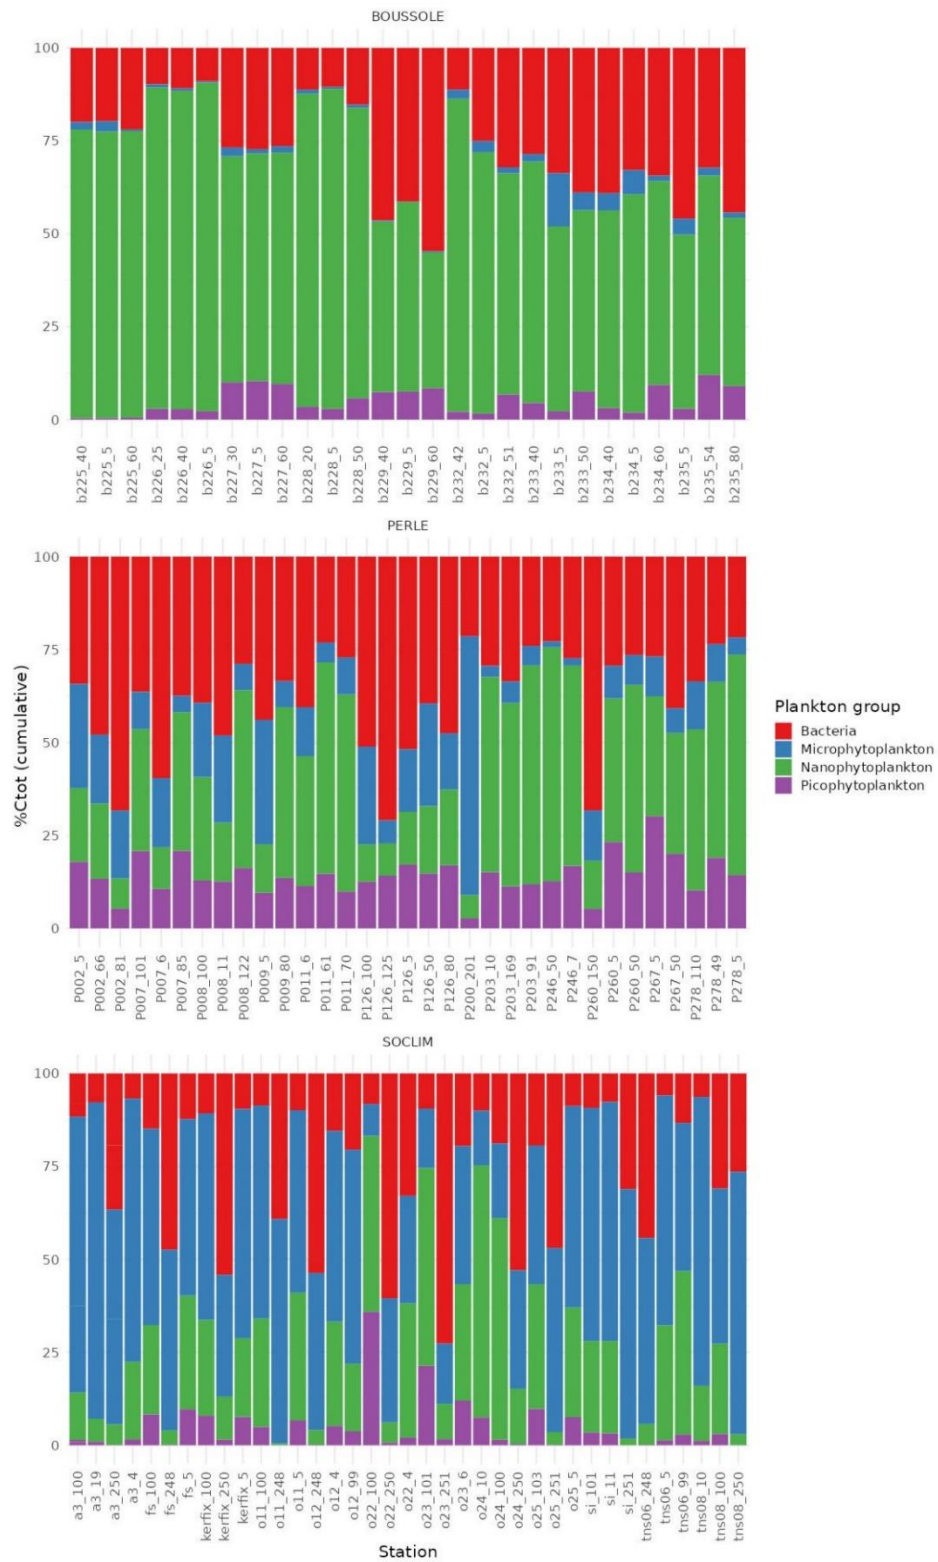 BOUSSOLE
100
75
50
25
0
b225_40
b225_5
b225_60
b226_25
b226_40
b226_5
b227_30
b227_5
b227_60
b228_20
b228_5
b228_50
b229_40
b229_5
b229_60
b232_42
b232_5
b232_51
b233_40
b233_5
b233_50
b234_40
b234_5
b234_60
b235_5
b235_54
b235_80
PERLE
%Ctot (cumulative)
100
75
50
25
0
P002_5
P002_66
P002_81
P007_101
P007_6
P007_85
P008_100
P008_11
P008_122
P009_5
P009_80
P011_6
P011_61
P011_70
P126_100
P126_125
P126_5
P126_50
P126_80
P200_201
P203_10
P203_169
P203_91
P246_50
P246_7
P260_150
P260_5
P260_50
P267_5
P267_50
P278_110
P278_49
P278_5
Plankton group
Bacteria
Microphytoplankton
Nanophytoplankton
Picophytoplankton
SOCLIM
100
75
50
25
0
a3_100
a3_19
a3_250
a3_4
fs_100
fs_248
fs_5
kerfix_100
kerfix_250
kerfix_5
o11_100
o11_248
o11_5
o12_248
o12_4
o12_99
o22_100
o22_250
o22_4
o23_101
o23_251
o23_6
o24_10
o24_100
o24_250
o25_103
o25_251
o25_5
si_101
si_11
si_251
tns06_248
tns06_5
tns06_99
tns08_10
tns08_100
tns08_250
Station